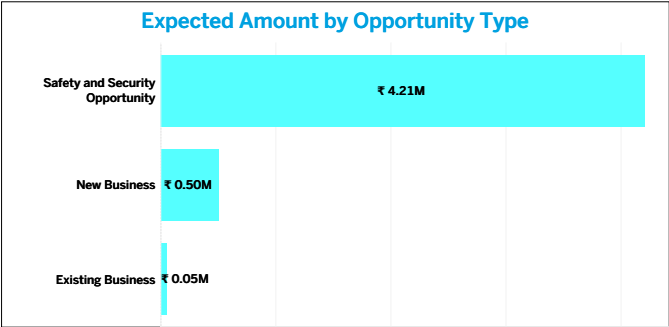 Expected Amount by Opportunity Type
Safety and Security
Opportunity
₹ 4.21M
New Business
₹ 0.50M
Existing Business
₹ 0.05M